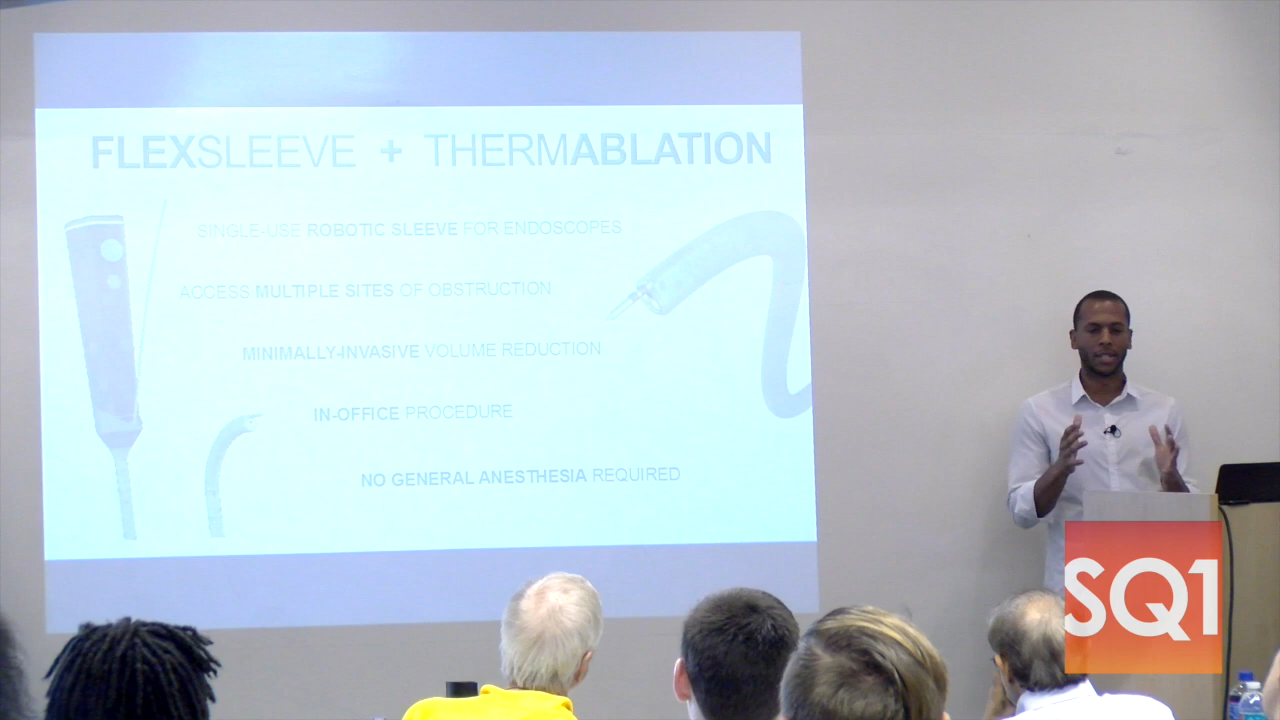 FLEXSLEEVE + THERMABLATION
SINGLE-USE ROBOTIC SLEEVE FOR ENDOSCOPES
ACCESS MULTIPLE SITES OF OBSTRUCTION
MINIMALLY-INVASIVE VOLUME REDUCTION
IN-OFFICE PROCEDURE
NO GENERAL ANESTHESIA REQUIRED
SQ1